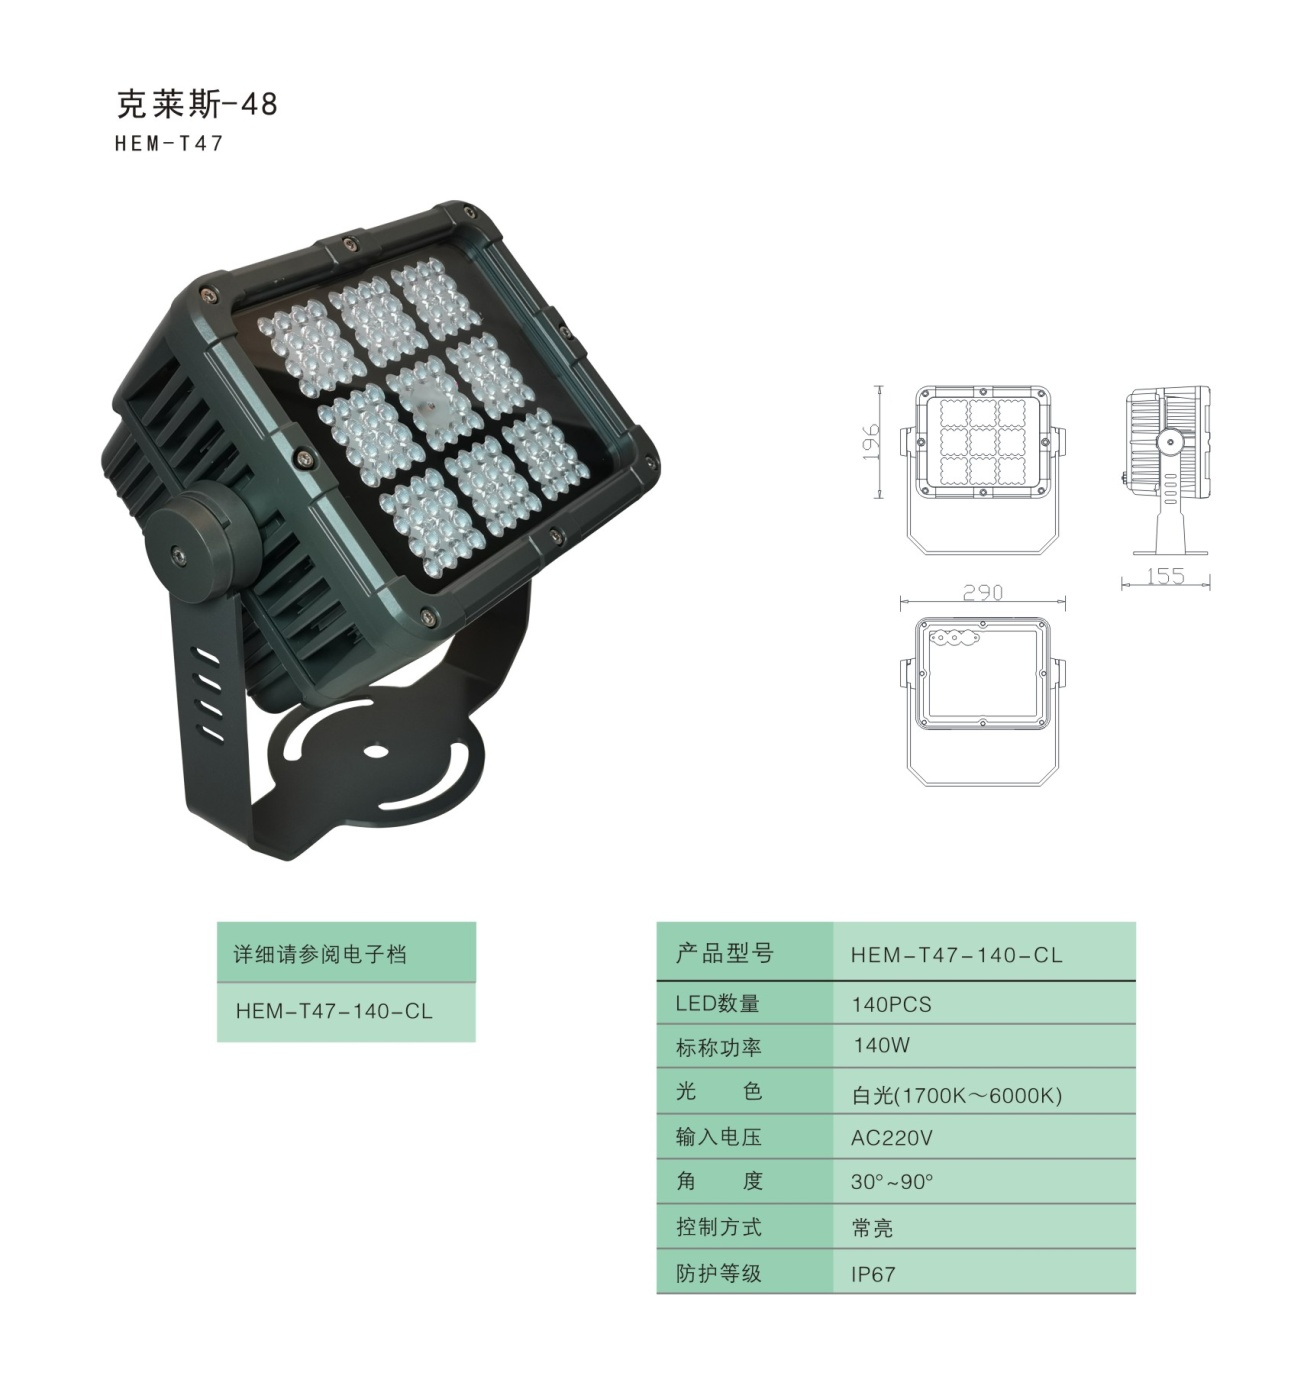 克莱斯-48
HEM-T47
196
155
290
详细请参阅电子档
HEM-T47-140-CL
产品型号 HEM-T47-140-CL
LED数量 140PCS
标称功率 140W
光 色 白光(1700K～6000K)
输入电压 AC220V
角 度 30°~90°
控制方式 常亮
防护等级 IP67